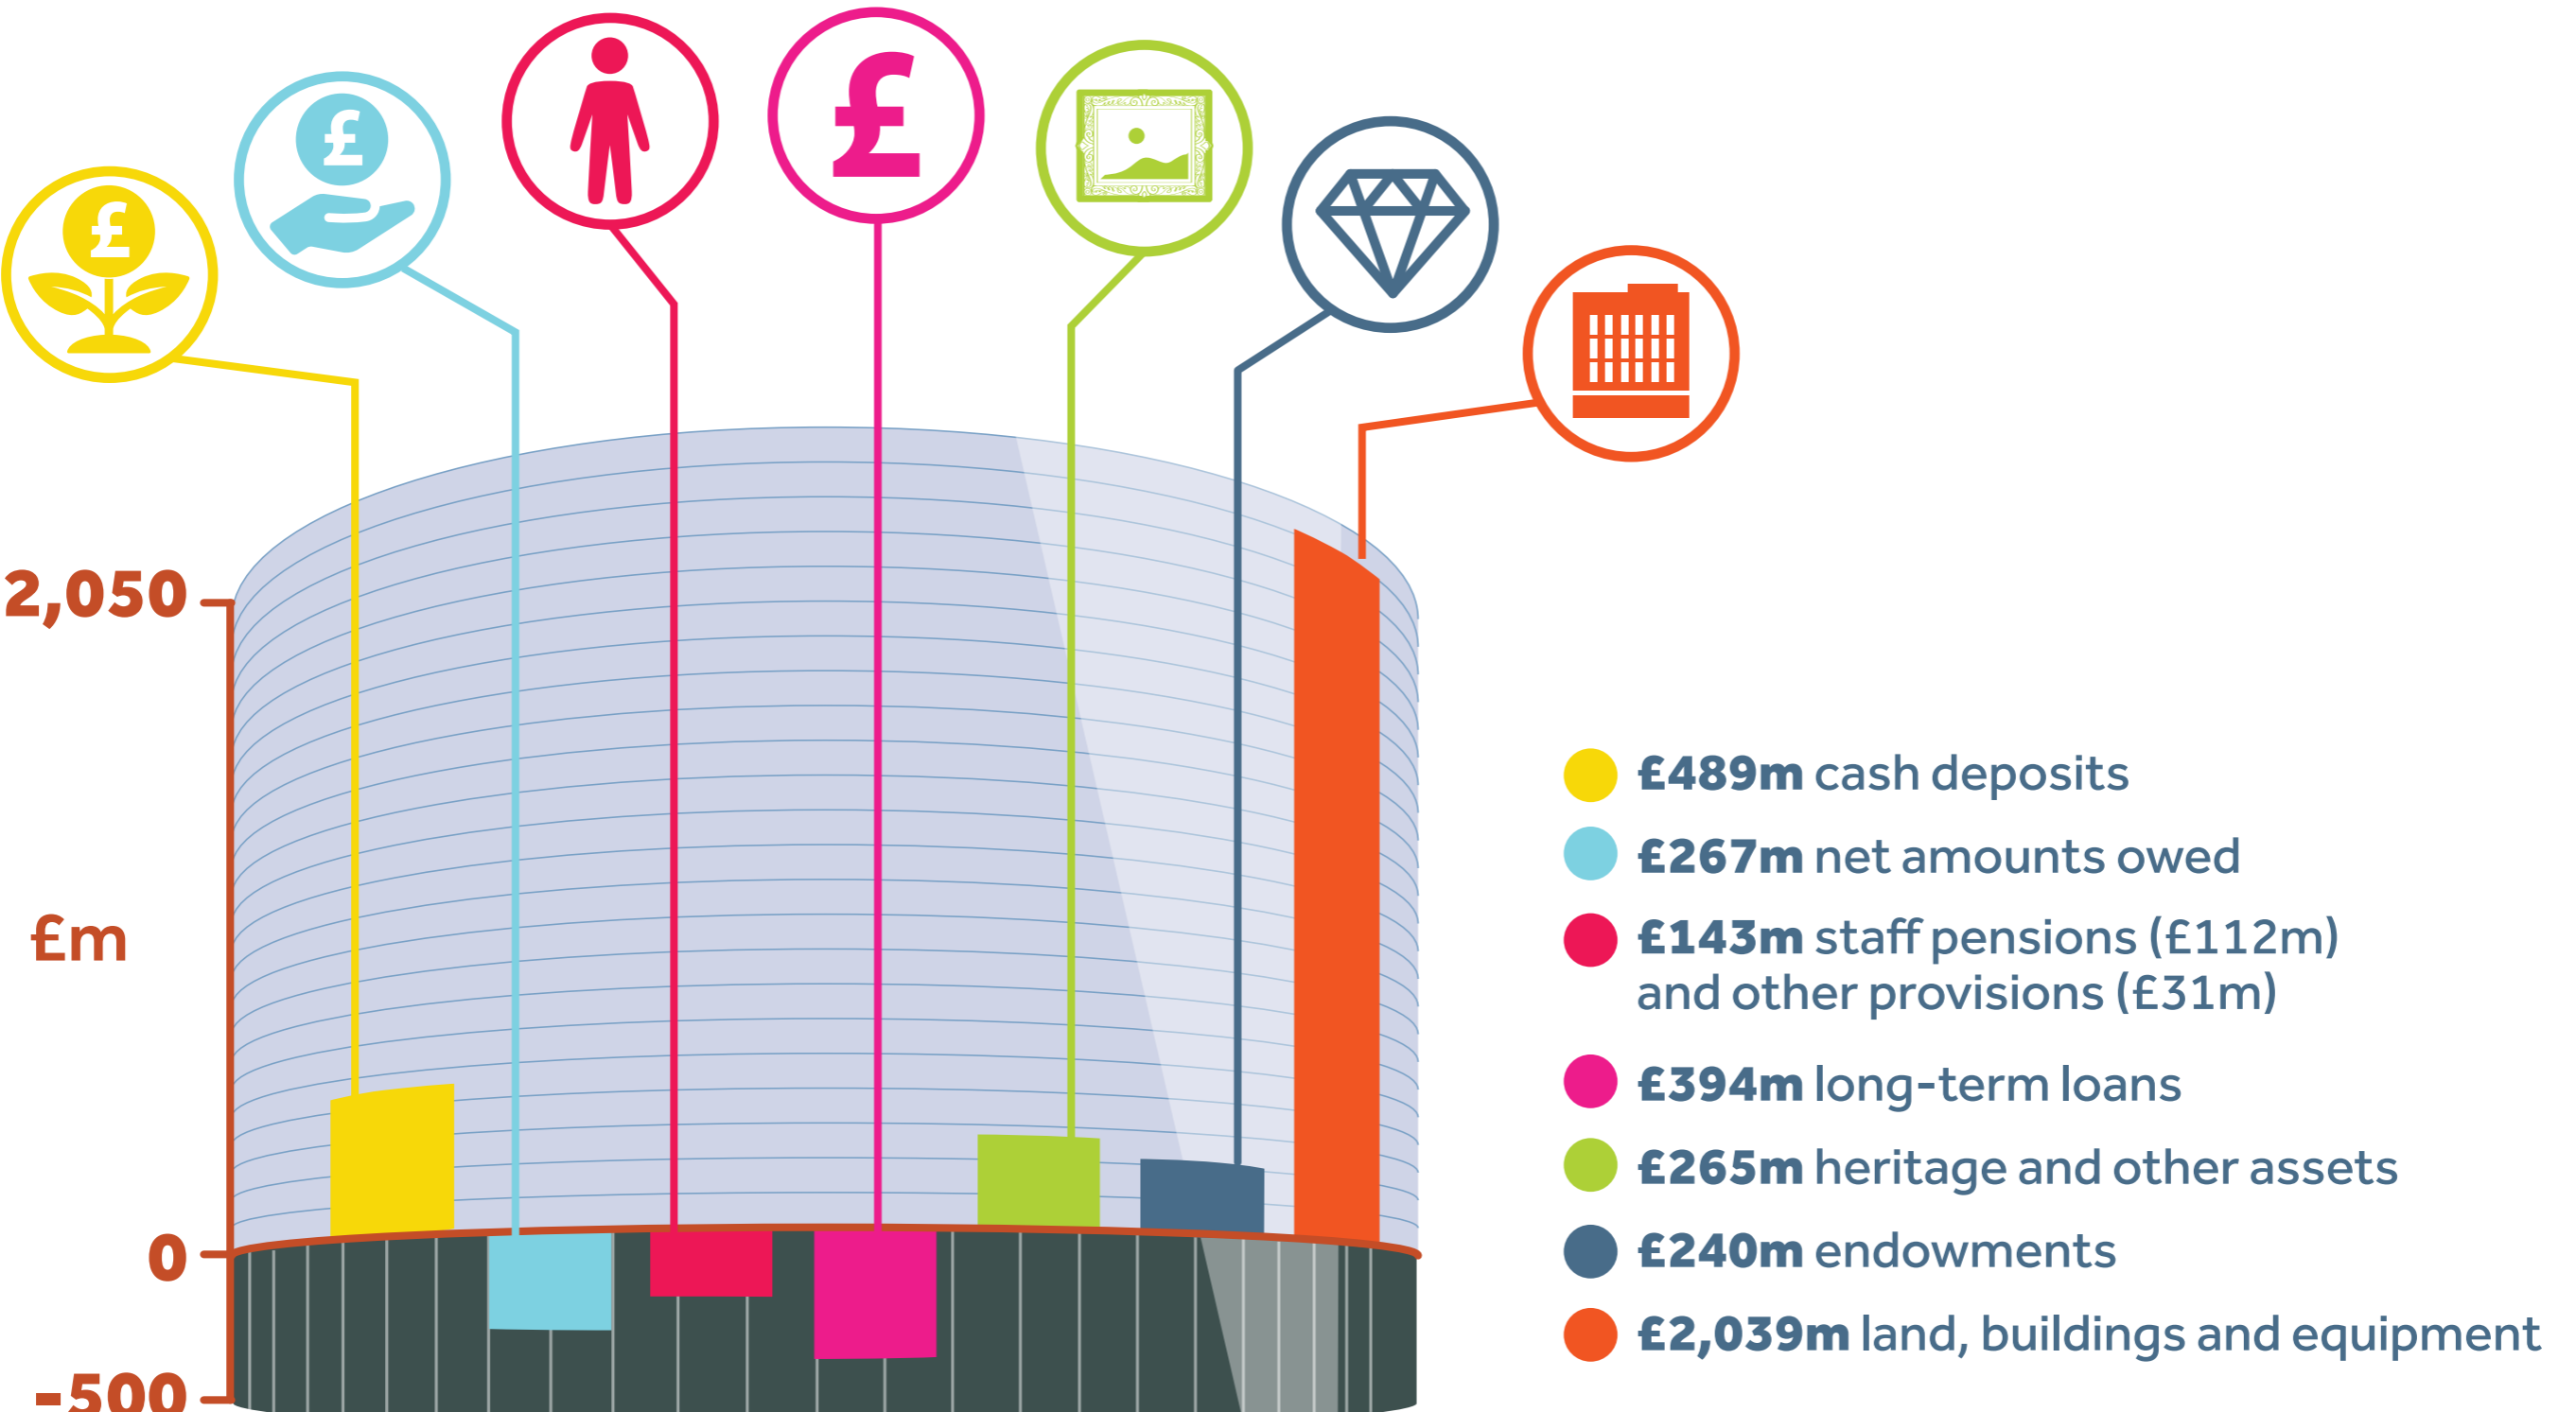 £
£
£
2,050
£m
0
-500
£489m cash deposits
£267m net amounts owed
£143m staff pensions (£112m)
and other provisions (£31m)
£394m long-term loans
£265m heritage and other assets
£240m endowments
£2,039m land, buildings and equipment